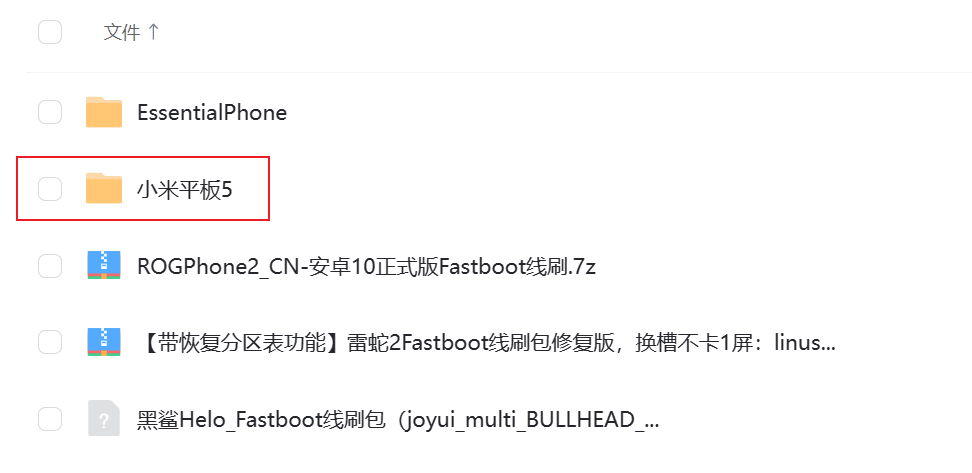 文件 ↑
EssentialPhone
小米平板5
ROGPhone2_CN-安卓10正式版Fastboot线刷.7z
【带恢复分区表功能】雷蛇2Fastboot线刷包修复版，换槽不卡1屏：linus...
?
黑鲨Helo_Fastboot线刷包（joyui_multi_BULLHEAD_...